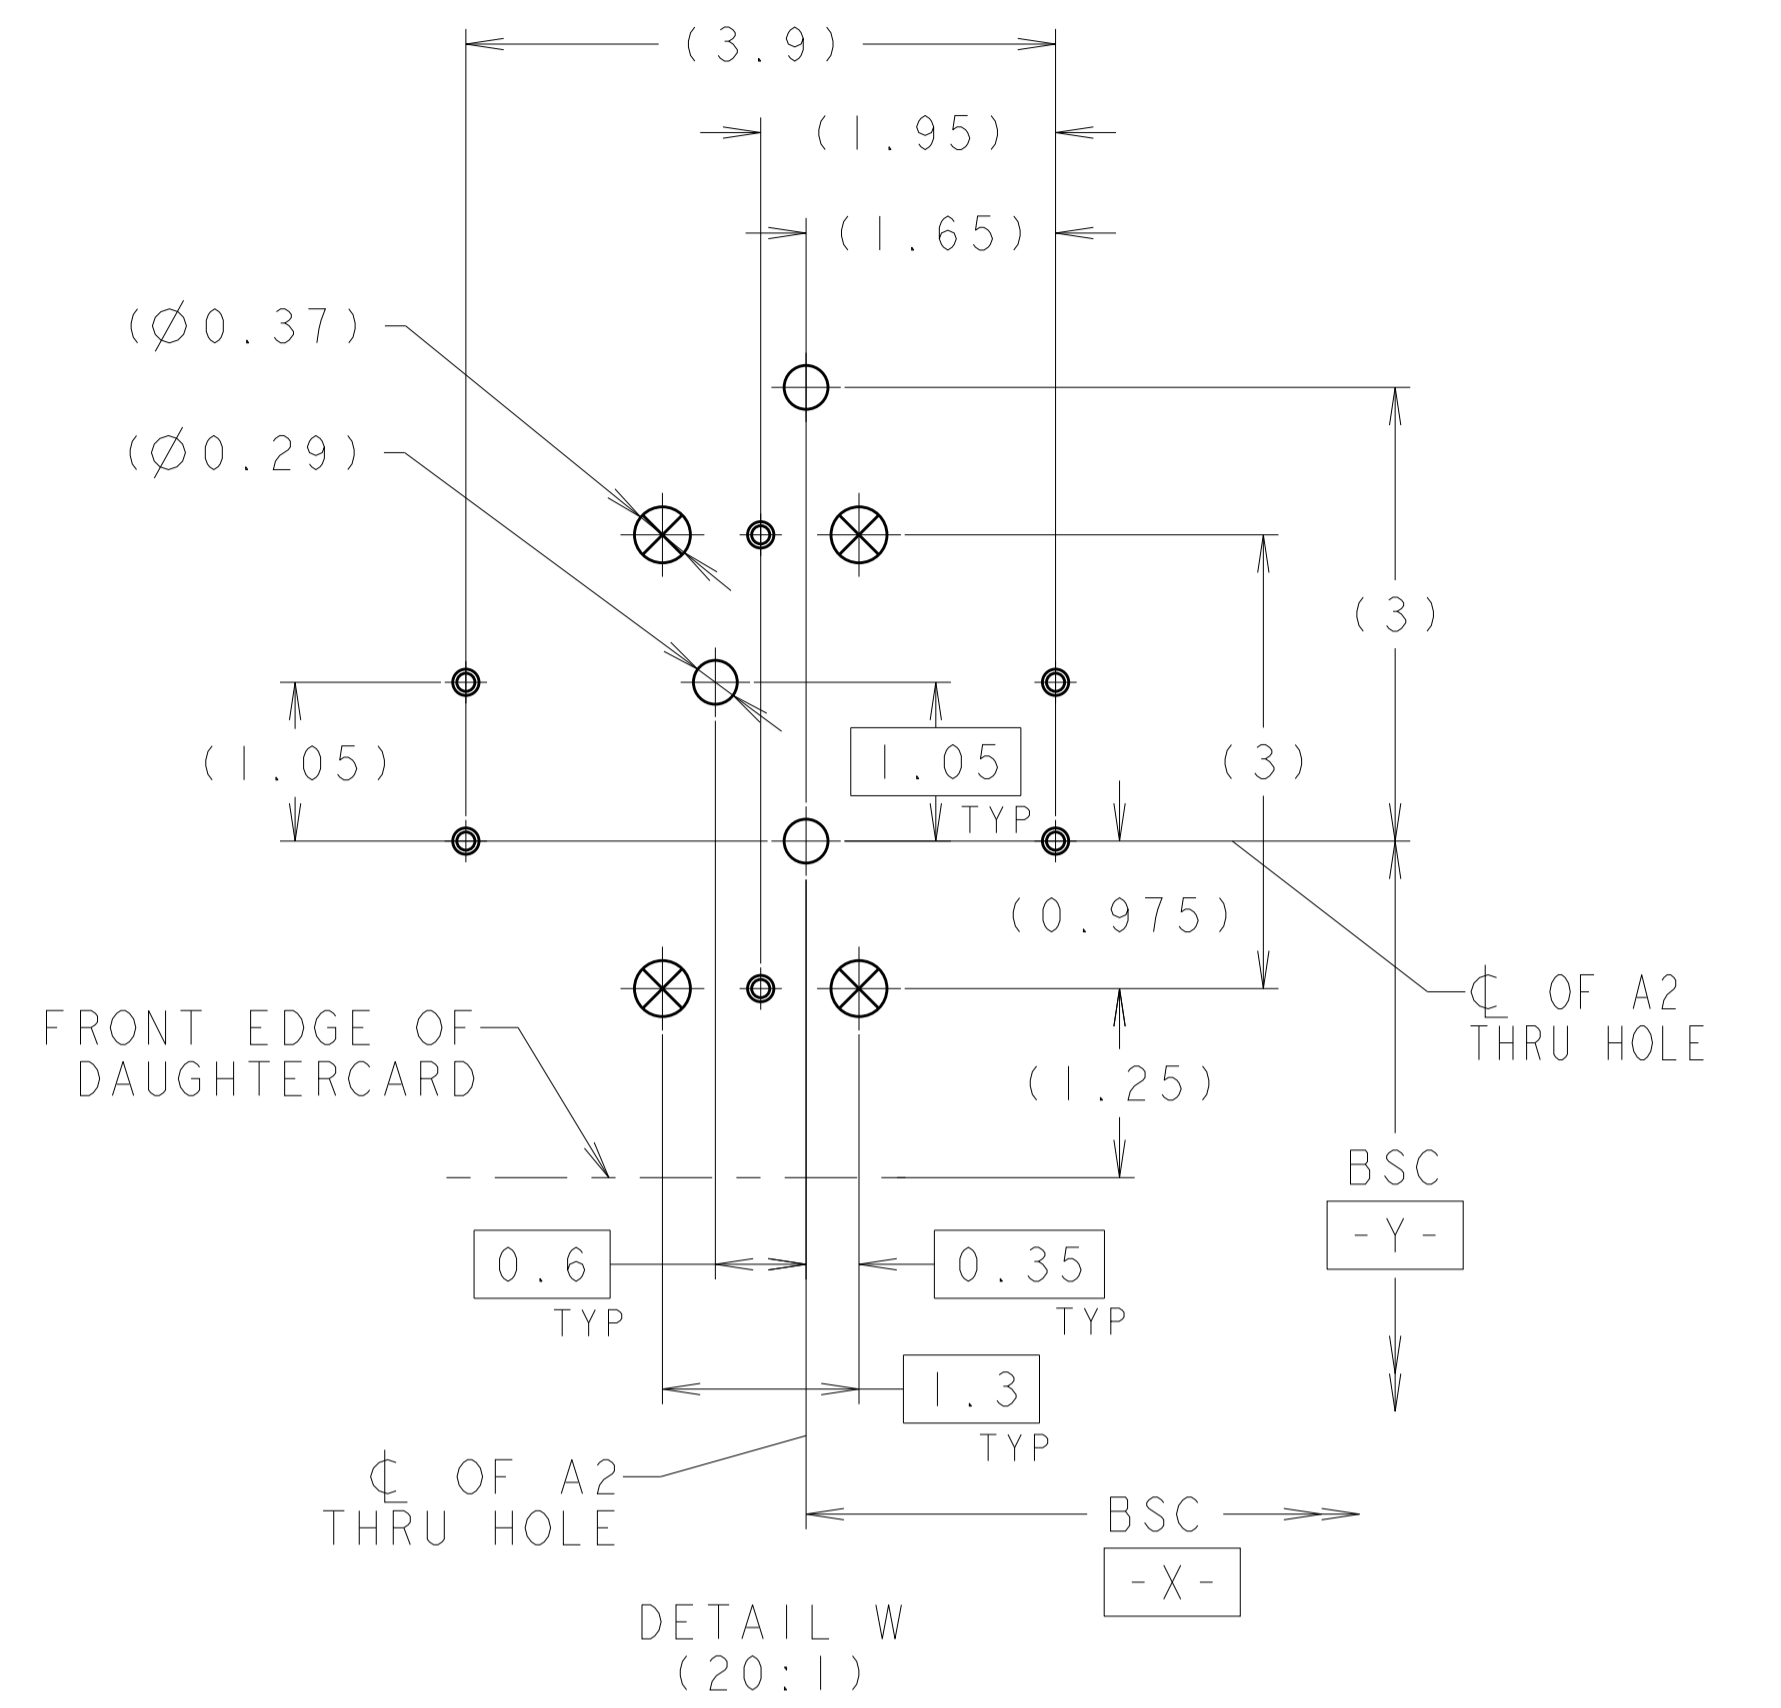 (3.9)
(1.95)
(1.65)
(Ø0.37)
(Ø0.29)
(3)
(1.05)
1.05
TYP
(3)
(0.975)
℄ OF A2
THRU HOLE
FRONT EDGE OF
DAUGHTERCARD
(1.25)
BSC
-Y-
0.6
TYP
0.35
TYP
1.3
TYP
℄ OF A2
THRU HOLE
BSC
-X-
DETAIL W
(20:1)